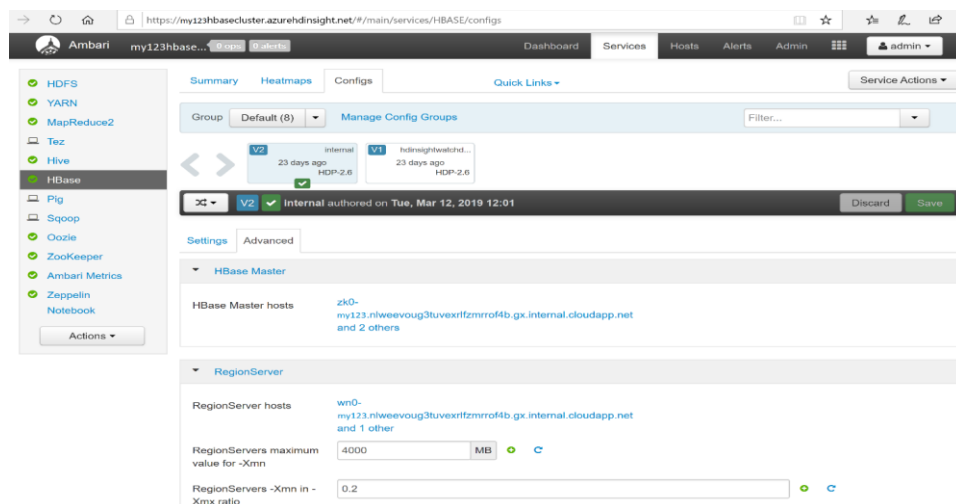 https://my123hbasecluster.azurehdinsight.net/#/main/services/HBASE/configs
Ambari my123hbase... 0 ops 0 alerts Dashboard Services Hosts Alerts Admin admin
HDFS
YARN
MapReduce2
Tez
Hive
HBase
Pig
Sqoop
Oozie
ZooKeeper
Ambari Metrics
Zeppelin
Notebook
Actions
Summary Heatmaps Configs Quick Links Service Actions
Group Default (8) Manage Config Groups Filter...
V2 internal
23 days ago
HDP-2.6
V1 hdinsightwatchd...
23 days ago
HDP-2.6
V2 internal authored on Tue, Mar 12, 2019 12:01 Discard Save
Settings Advanced
HBase Master
HBase Master hosts
zk0-
my123.nlweevoug3tuvexrlfzmrrof4b.gx.internal.cloudapp.net
and 2 others
RegionServer
RegionServer hosts
wn0-
my123.nlweevoug3tuvexrlfzmrrof4b.gx.internal.cloudapp.net
and 1 other
RegionServers maximum
value for -Xmn
4000 MB
RegionServers -Xmn in -
Xmx ratio
0.2